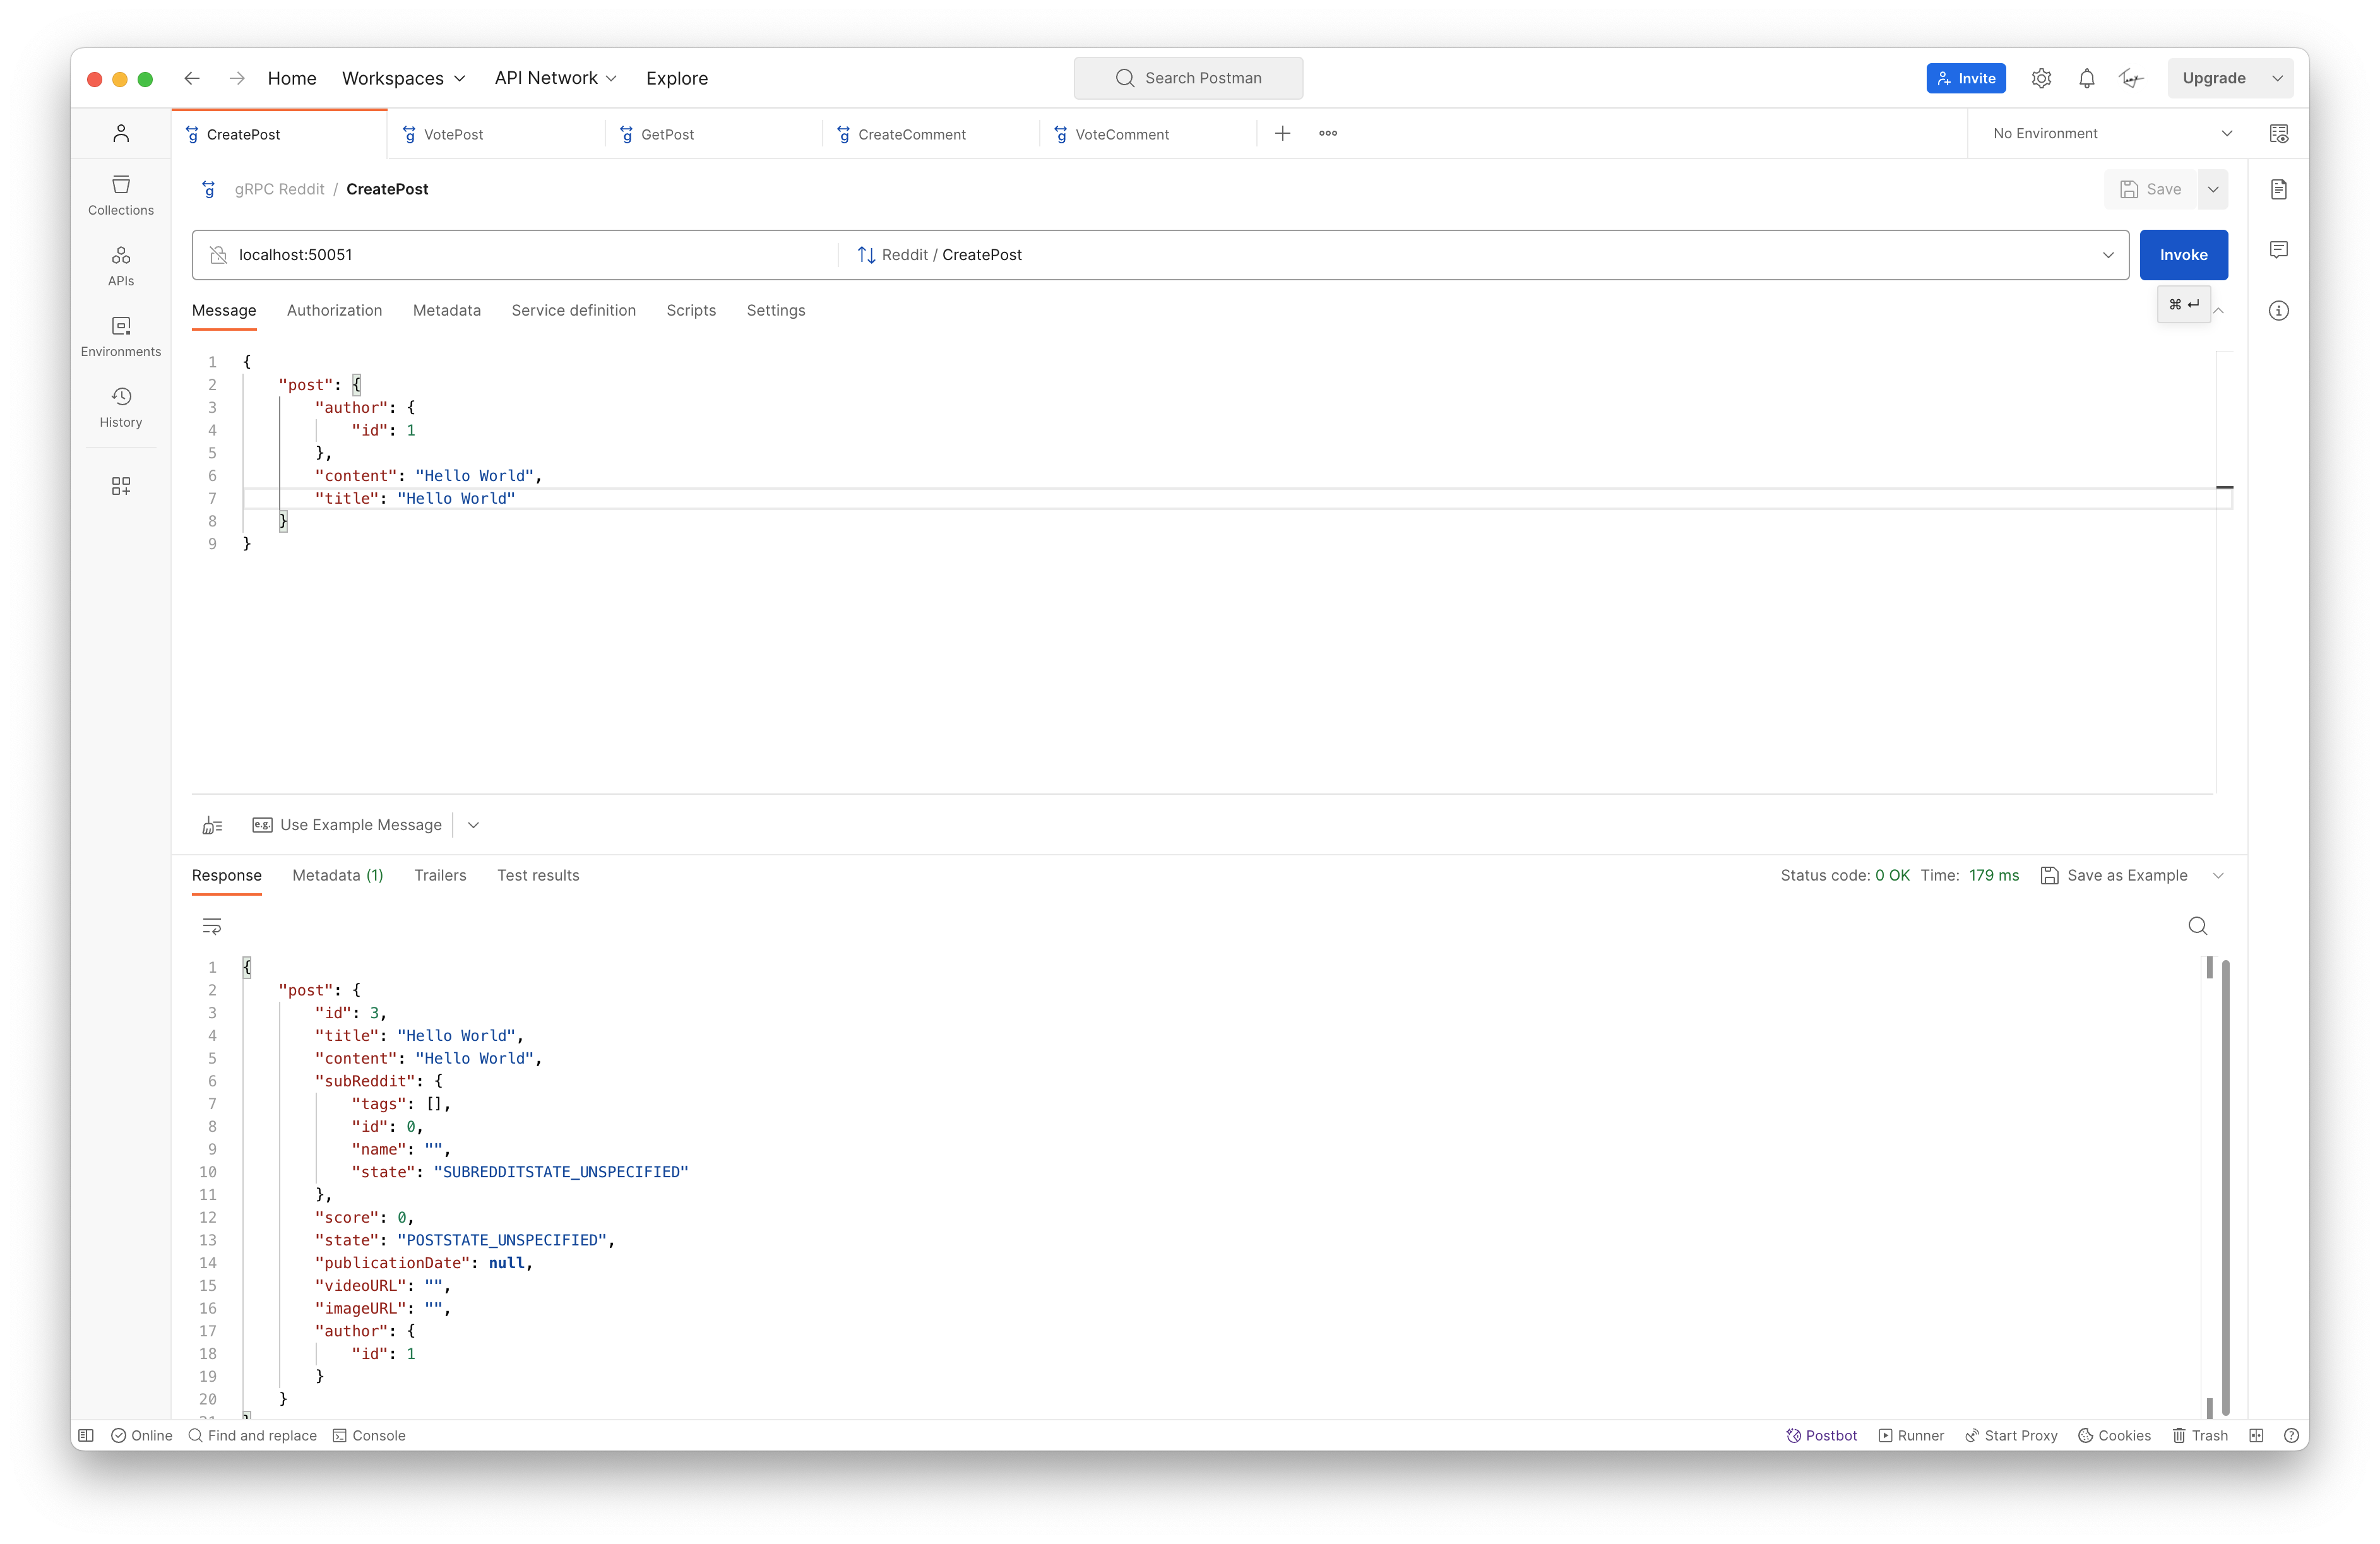 Home Workspaces API Network Explore Search Postman Invite Upgrade
CreatePost VotePost GetPost CreateComment VoteComment No Environment
gRPC Reddit / CreatePost Save
Collections
APIs
Environments
History
localhost:50051 Reddit / CreatePost Invoke
⌘ ↵
Message Authorization Metadata Service definition Scripts Settings
1 {
2 "post": {
3 "author": {
4 "id": 1
5 },
6 "content": "Hello World",
7 "title": "Hello World"
8 }
9 }
e.g. Use Example Message
Response Metadata (1) Trailers Test results Status code: 0 OK Time: 179 ms Save as Example
1 {
2 "post": {
3 "id": 3,
4 "title": "Hello World",
5 "content": "Hello World",
6 "subReddit": {
7 "tags": [],
8 "id": 0,
9 "name": "",
10 "state": "SUBREDDITSTATE_UNSPECIFIED"
11 },
12 "score": 0,
13 "state": "POSTSTATE_UNSPECIFIED",
14 "publicationDate": null,
15 "videoURL": "",
16 "imageURL": "",
17 "author": {
18 "id": 1
19 }
20 }
Online Find and replace Console Postbot Runner Start Proxy Cookies Trash